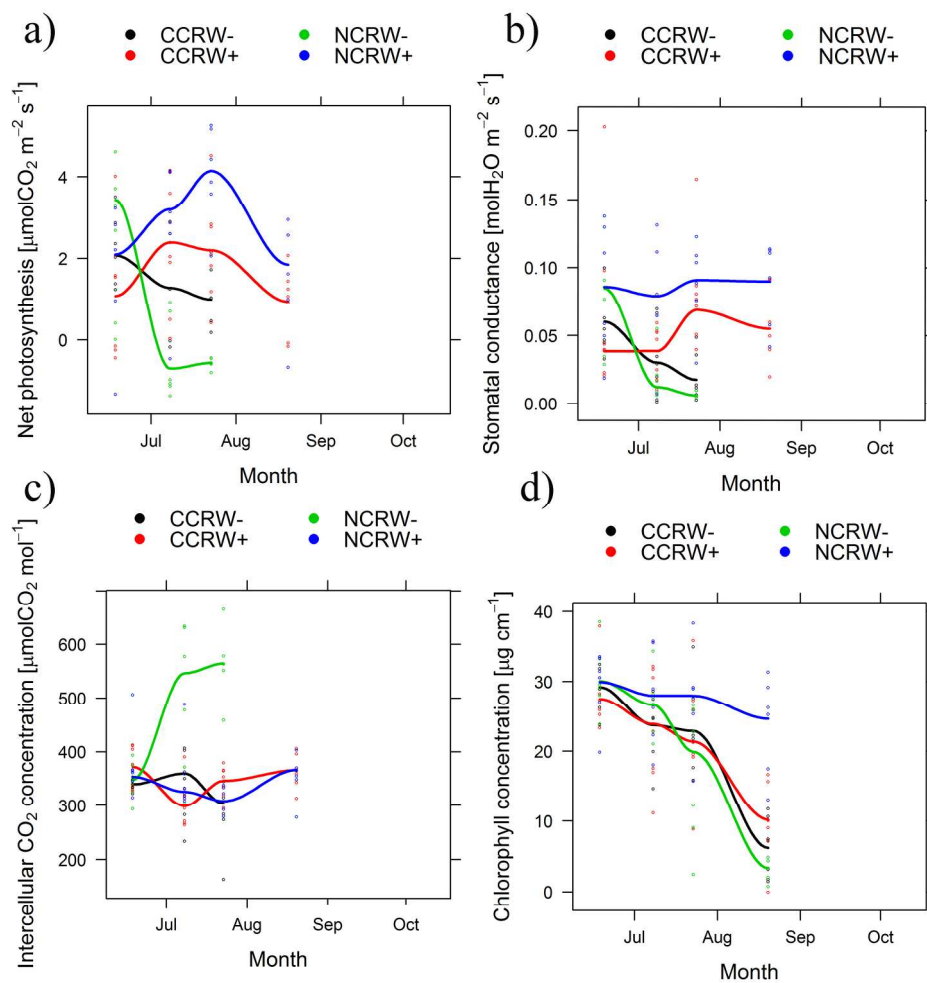 a)
CCRW- NCRW-
CCRW+ NCRW+
Net photosynthesis [µmolCO₂ m⁻² s⁻¹]
4
2
0
Jul Aug Sep Oct
Month
b)
CCRW- NCRW-
CCRW+ NCRW+
Stomatal conductance [molH₂O m⁻² s⁻¹]
0.20
0.15
0.10
0.05
0.00
Jul Aug Sep Oct
Month
c)
CCRW- NCRW-
CCRW+ NCRW+
Intercellular CO₂ concentration [µmolCO₂ mol⁻¹]
600
500
400
300
200
Jul Aug Sep Oct
Month
d)
CCRW- NCRW-
CCRW+ NCRW+
Chlorophyll concentration [µg cm⁻¹]
40
30
20
10
0
Jul Aug Sep Oct
Month